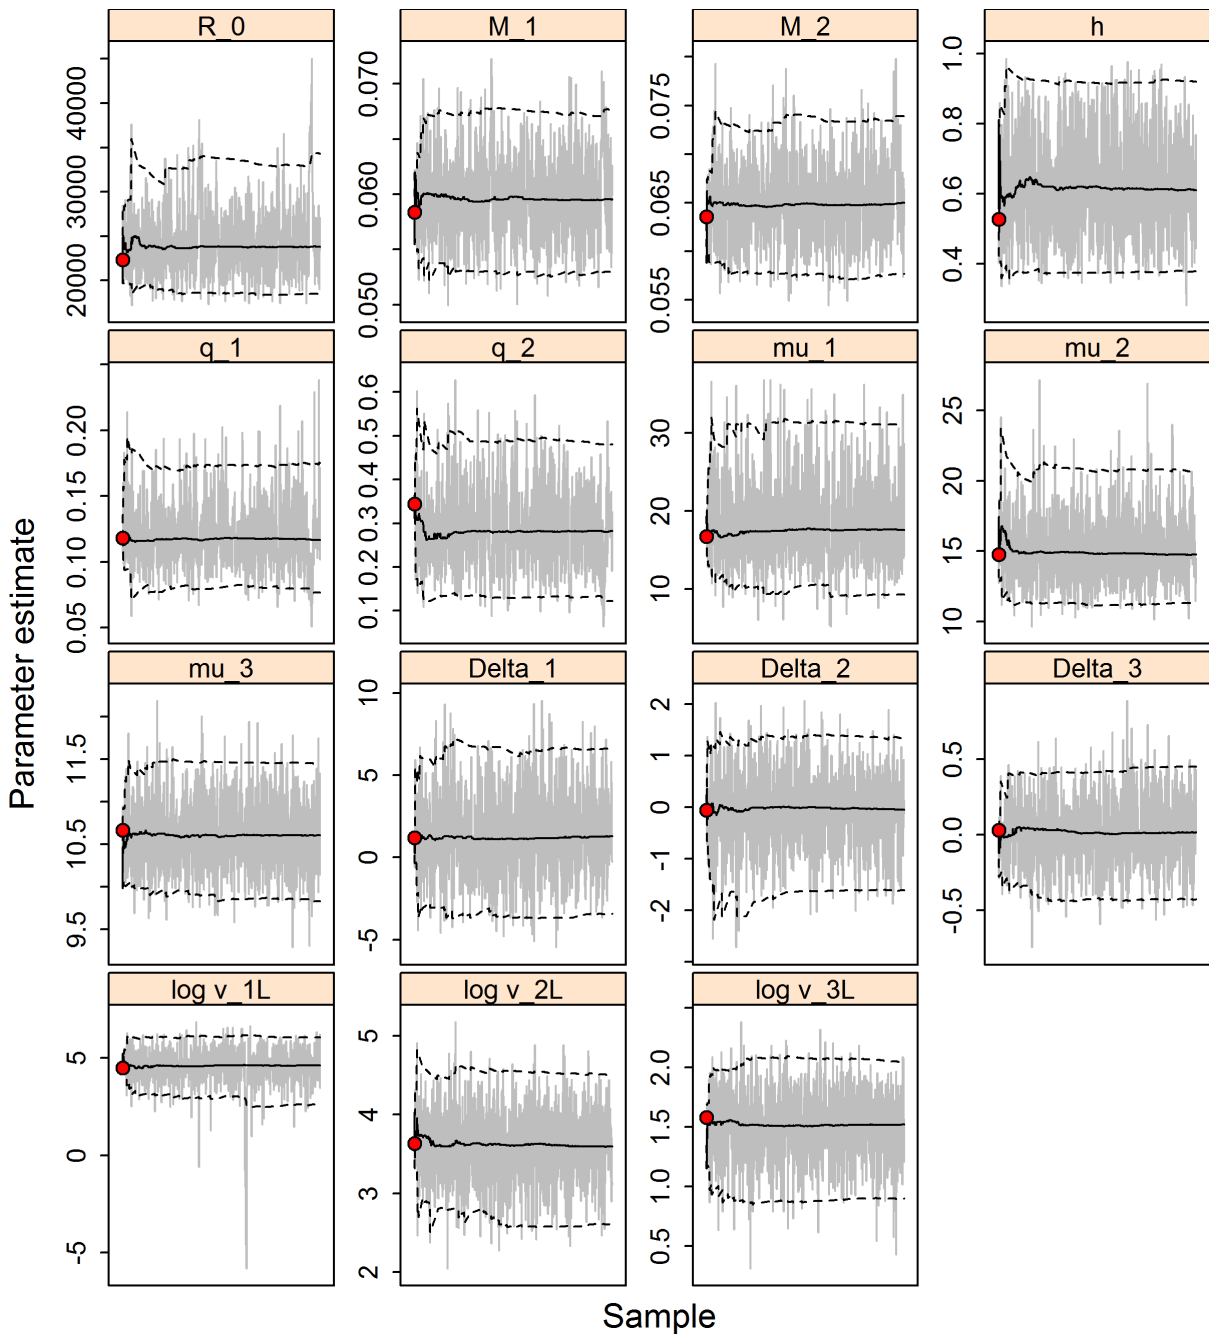 R_0
M_1
M_2
h
20000 30000 40000
0.050 0.060 0.070
0.055 0.065 0.075
0.4 0.6 0.8 1.0
q_1
q_2
mu_1
mu_2
0.05 0.10 0.15 0.20
0.1 0.2 0.3 0.4 0.5 0.6
10 20 30
10 15 20 25
mu_3
Delta_1
Delta_2
Delta_3
9.5 10.5 11.5
-5 0 5 10
-2 -1 0 1 2
-0.5 0.0 0.5
log v_1L
log v_2L
log v_3L
-5 0 5
2 3 4 5
0.5 1.0 1.5 2.0
Parameter estimate
Sample